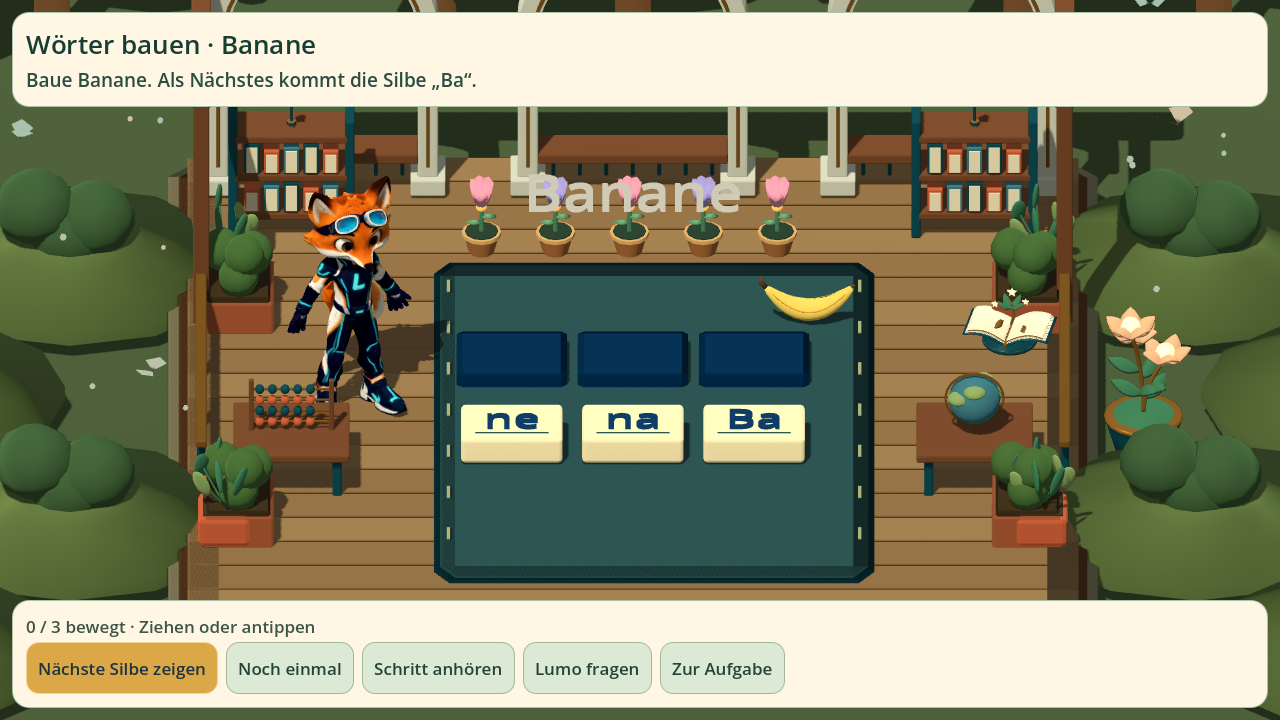 Wörter bauen · Banane
Baue Banane. Als Nächstes kommt die Silbe „Ba“.
Banane
L
ne na Ba
0 / 3 bewegt · Ziehen oder antippen
Nächste Silbe zeigen Noch einmal Schritt anhören Lumo fragen Zur Aufgabe